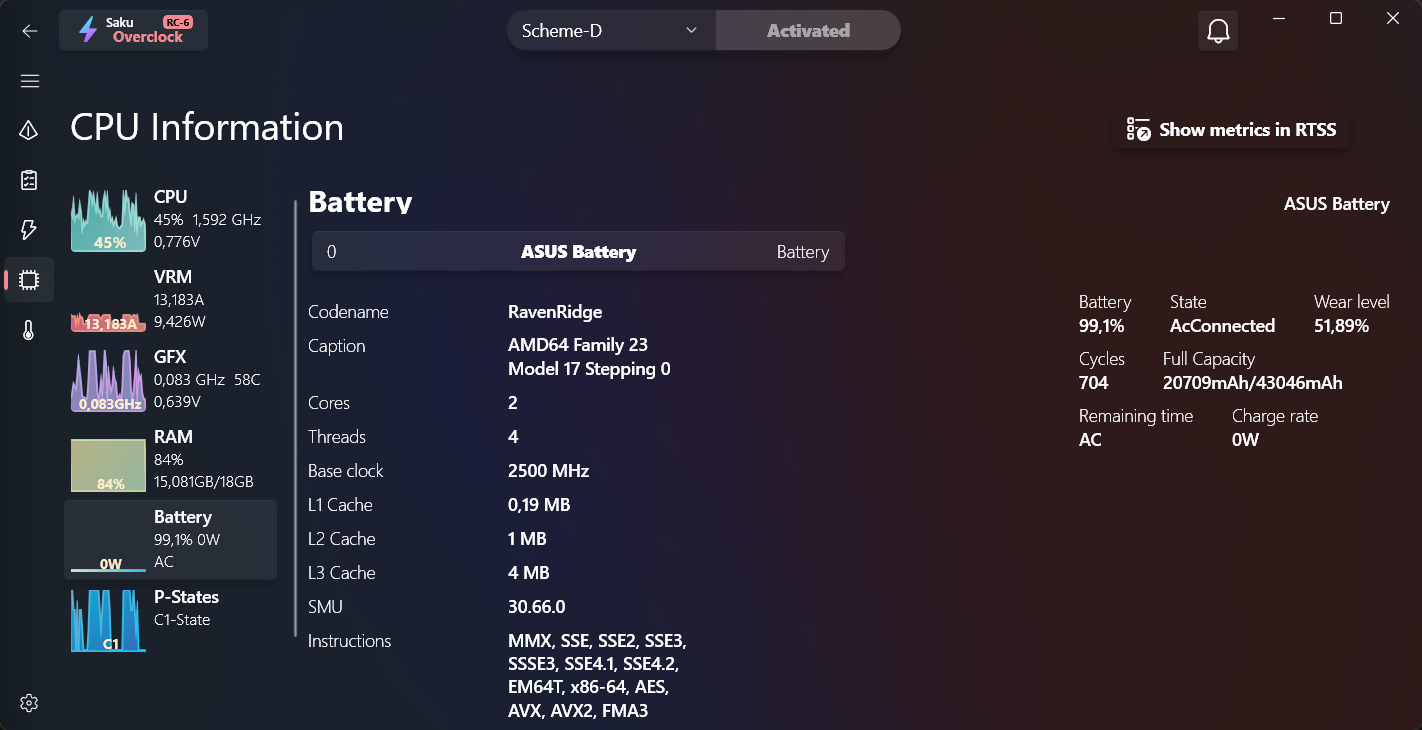 Saku RC-6
Overclock
Scheme-D
Activated
CPU Information
Show metrics in RTSS
CPU
45% 1,592 GHz
0,776V
45%
VRM
13,183A
9,426W
13,183A
GFX
0,083 GHz 58C
0,639V
0,083GHz
RAM
84%
15,081GB/18GB
84%
Battery
99,1% 0W
AC
0W
P-States
C1-State
C1
Battery
ASUS Battery
0 ASUS Battery Battery
Codename RavenRidge
Caption AMD64 Family 23
Model 17 Stepping 0
Cores 2
Threads 4
Base clock 2500 MHz
L1 Cache 0,19 MB
L2 Cache 1 MB
L3 Cache 4 MB
SMU 30.66.0
Instructions MMX, SSE, SSE2, SSE3,
SSSE3, SSE4.1, SSE4.2,
EM64T, x86-64, AES,
AVX, AVX2, FMA3
Battery State Wear level
99,1% AcConnected 51,89%
Cycles Full Capacity
704 20709mAh/43046mAh
Remaining time Charge rate
AC 0W